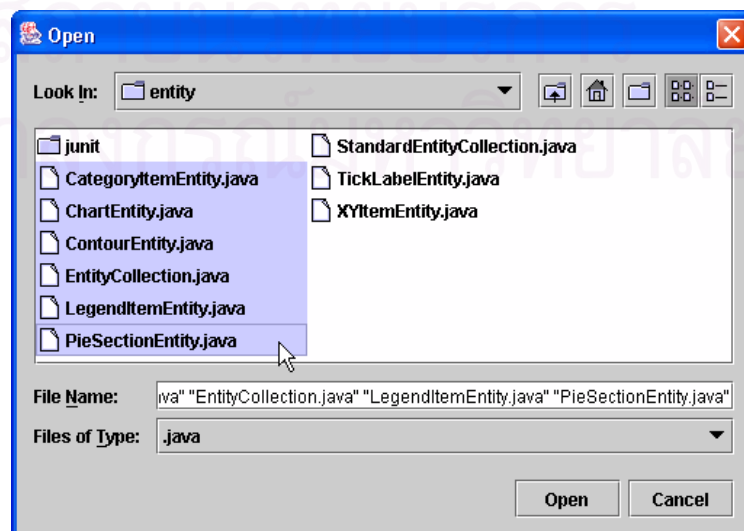 Open
Look In: entity
junit
CategoryItemEntity.java
ChartEntity.java
ContourEntity.java
EntityCollection.java
LegendItemEntity.java
PieSectionEntity.java
StandardEntityCollection.java
TickLabelEntity.java
XYItemEntity.java
File Name: "EntityCollection.java" "LegendItemEntity.java" "PieSectionEntity.java"
Files of Type: .java
Open Cancel